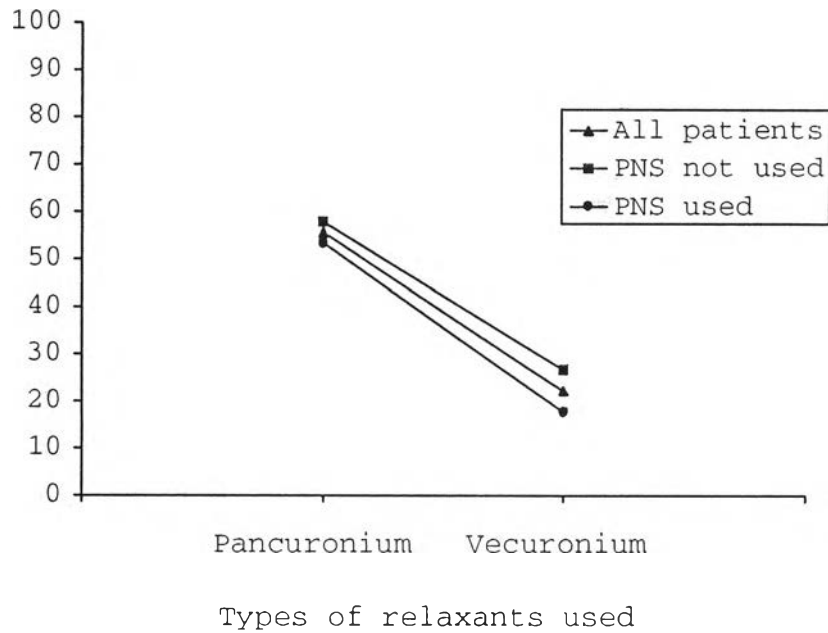 100
90
80
70
60
50
40
30
20
10
0
All patients
PNS not used
PNS used
Pancuronium Vecuronium
Types of relaxants used